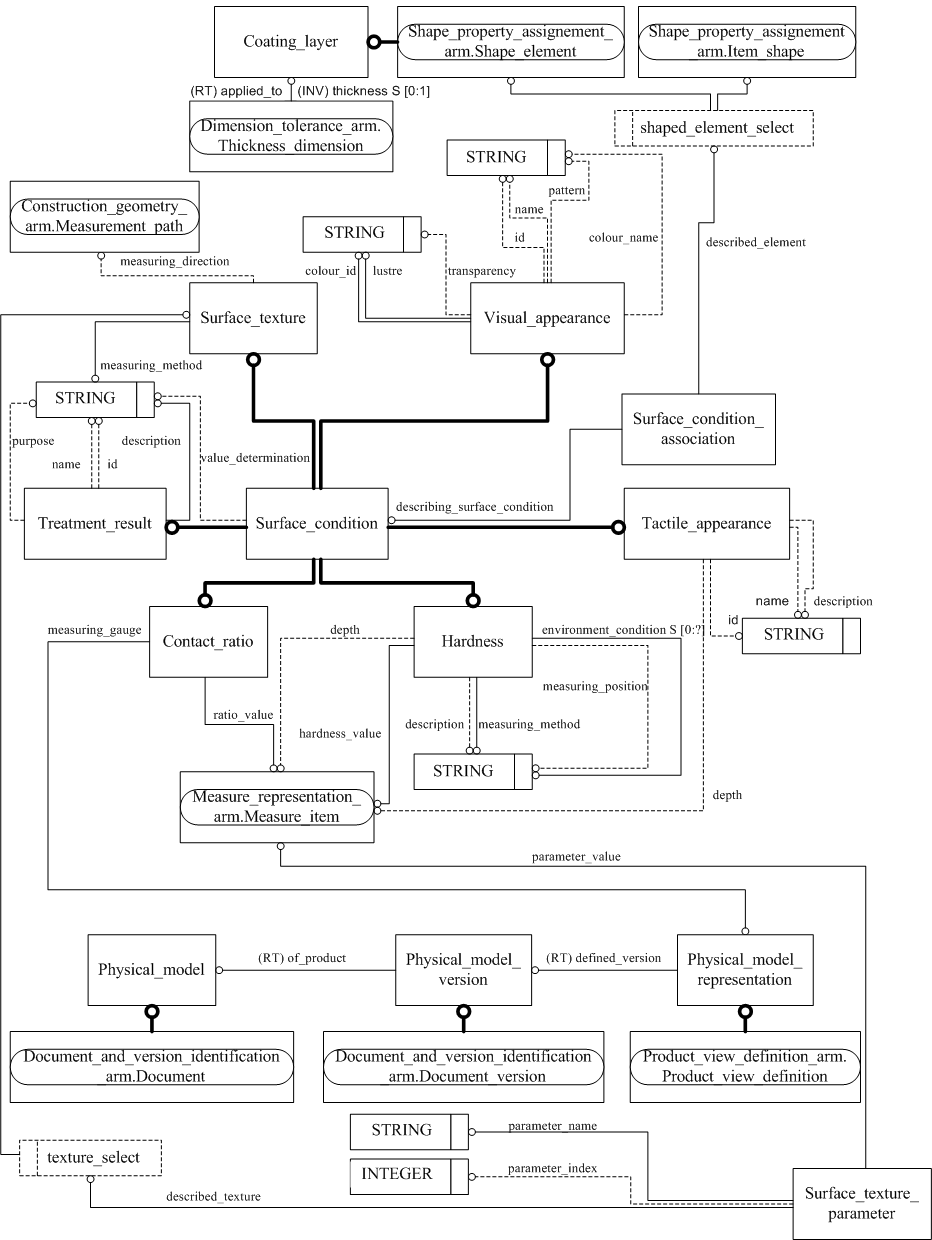 Coating_layer
Shape_property_assignement_
arm.Shape_element
Shape_property_assignement_
arm.Item_shape
(RT) applied_to
(INV) thickness S [0:1]
Dimension_tolerance_arm.
Thickness_dimension
shaped_element_select
STRING
pattern
name
id
colour_name
Construction_geometry_
arm.Measurement_path
STRING
described_element
measuring_direction
colour_id
lustre
transparency
Surface_texture
Visual_appearance
measuring_method
STRING
Surface_condition_
association
purpose
description
name
id
value_determination
describing_surface_condition
Treatment_result
Surface_condition
Tactile_appearance
name
description
id
STRING
measuring_gauge
Contact_ratio
depth
Hardness
environment_condition S [0:?]
measuring_position
ratio_value
hardness_value
description
measuring_method
STRING
Measure_representation_
arm.Measure_item
depth
parameter_value
Physical_model
(RT) of_product
Physical_model_
version
(RT) defined_version
Physical_model_
representation
Document_and_version_identification
arm.Document
Document_and_version_identification
arm.Document_version
Product_view_definition_arm.
Product_view_definition
STRING
parameter_name
texture_select
INTEGER
parameter_index
described_texture
Surface_texture_
parameter